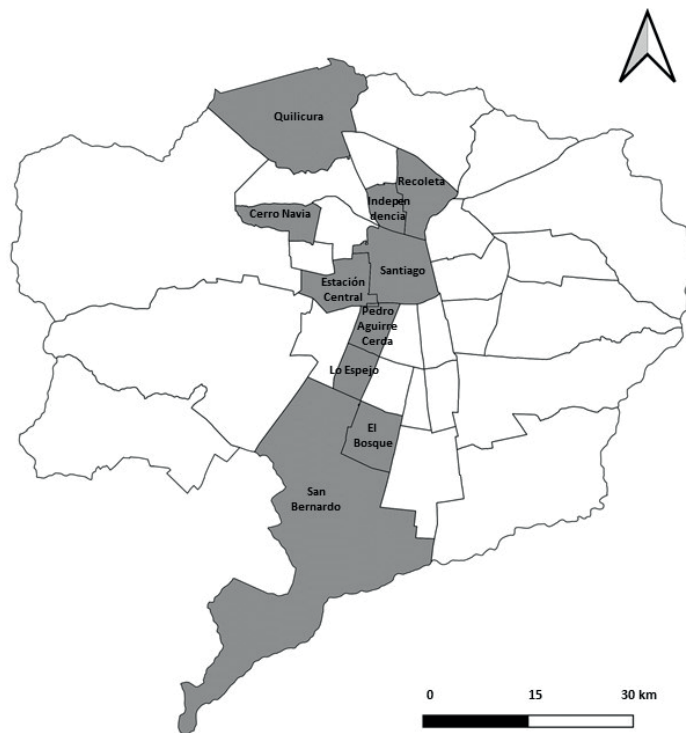 Quilicura
Recoleta
Indepen
dencia
Cerro Navia
Santiago
Estación
Central
Pedro
Aguirre
Cerda
Lo Espejo
El
Bosque
San
Bernardo
0 15 30 km